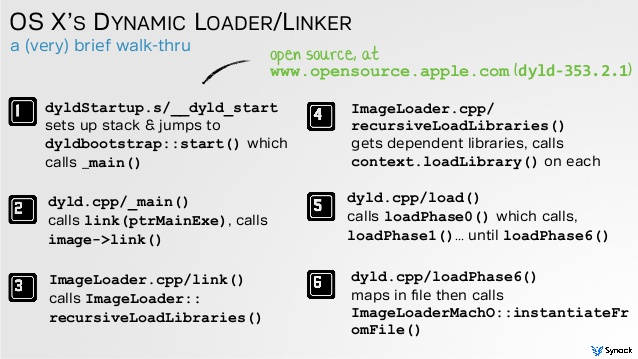 OS X'S DYNAMIC LOADER/LINKER
a (very) brief walk-thru
open source, at
www.opensource.apple.com (dyld-353.2.1)
1
dyldStartup.s/__dyld_start
sets up stack & jumps to
dyldbootstrap::start() which
calls _main()
2
dyld.cpp/_main()
calls link(ptrMainExe), calls
image->link()
3
ImageLoader.cpp/link()
calls ImageLoader::
recursiveLoadLibraries()
4
ImageLoader.cpp/
recursiveLoadLibraries()
gets dependent libraries, calls
context.loadLibrary() on each
5
dyld.cpp/load()
calls loadPhase0() which calls,
loadPhase1()… until loadPhase6()
6
dyld.cpp/loadPhase6()
maps in file then calls
ImageLoaderMachO::instantiateFr
omFile()
Synack